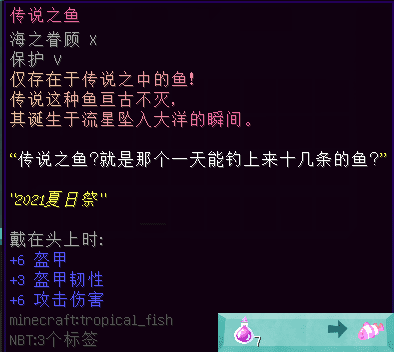 传说之鱼
海之眷顾 X
保护 V
仅存在于传说之中的鱼!
传说这种鱼亘古不灭,
其诞生于流星坠入大洋的瞬间。
“传说之鱼?就是那个一天能钓上来十几条的鱼?”
"2021夏日祭"
戴在头上时:
+6 盔甲
+3 盔甲韧性
+6 攻击伤害
minecraft:tropical_fish
NBT:3个标签
7